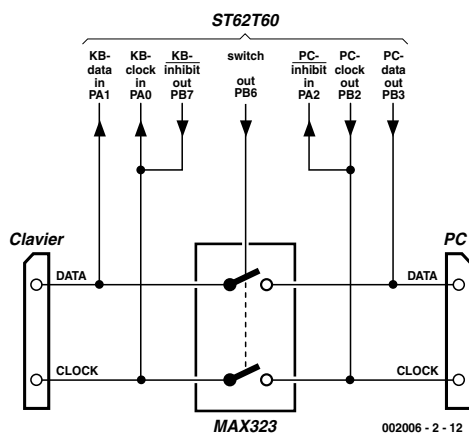 ST62T60
KB- KB- KB- switch PC- PC- PC-
data clock inhibit inhibit clock data
in in out out in out out
PA1 PA0 PB7 PB6 PA2 PB2 PB3
Clavier PC
DATA DATA
CLOCK CLOCK
MAX323
002006 - 2 - 12